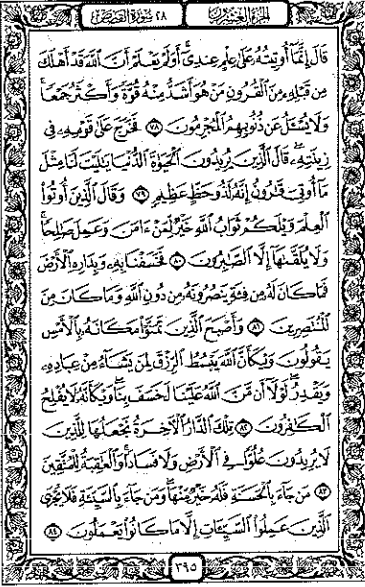 الجزء العشرون ٢٨ سورة القصص
قَالَ إِنَّمَآ أُوتِيتُهُۥ عَلَىٰ عِلۡمٍ عِندِيٓۚ أَوَلَمۡ يَعۡلَمۡ أَنَّ ٱللَّهَ قَدۡ أَهۡلَكَ
مِن قَبۡلِهِۦ مِنَ ٱلۡقُرُونِ مَنۡ هُوَ أَشَدُّ مِنۡهُ قُوَّةٗ وَأَكۡثَرُ جَمۡعٗاۚ
وَلَا يُسۡـَٔلُ عَن ذُنُوبِهِمُ ٱلۡمُجۡرِمُونَ ٧٨ فَخَرَجَ عَلَىٰ قَوۡمِهِۦ فِي
زِينَتِهِۦۖ قَالَ ٱلَّذِينَ يُرِيدُونَ ٱلۡحَيَوٰةَ ٱلدُّنۡيَا يَٰلَيۡتَ لَنَا مِثۡلَ
مَآ أُوتِيَ قَٰرُونُ إِنَّهُۥ لَذُو حَظٍّ عَظِيمٖ ٧٩ وَقَالَ ٱلَّذِينَ أُوتُواْ
ٱلۡعِلۡمَ وَيۡلَكُمۡ ثَوَابُ ٱللَّهِ خَيۡرٞ لِّمَنۡ ءَامَنَ وَعَمِلَ صَٰلِحٗاۚ
وَلَا يُلَقَّىٰهَآ إِلَّا ٱلصَّٰبِرُونَ ٨٠ فَخَسَفۡنَا بِهِۦ وَبِدَارِهِ ٱلۡأَرۡضَ
فَمَا كَانَ لَهُۥ مِن فِئَةٖ يَنصُرُونَهُۥ مِن دُونِ ٱللَّهِ وَمَا كَانَ مِنَ
ٱلۡمُنتَصِرِينَ ٨١ وَأَصۡبَحَ ٱلَّذِينَ تَمَنَّوۡاْ مَكَانَهُۥ بِٱلۡأَمۡسِ
يَقُولُونَ وَيۡكَأَنَّ ٱللَّهَ يَبۡسُطُ ٱلرِّزۡقَ لِمَن يَشَآءُ مِنۡ عِبَادِهِۦ
وَيَقۡدِرُۖ لَوۡلَآ أَن مَّنَّ ٱللَّهُ عَلَيۡنَا لَخَسَفَ بِنَاۖ وَيۡكَأَنَّهُۥ لَا يُفۡلِحُ
ٱلۡكَٰفِرُونَ ٨٢ تِلۡكَ ٱلدَّارُ ٱلۡأٓخِرَةُ نَجۡعَلُهَا لِلَّذِينَ
لَا يُرِيدُونَ عُلُوّٗا فِي ٱلۡأَرۡضِ وَلَا فَسَادٗاۚ وَٱلۡعَٰقِبَةُ لِلۡمُتَّقِينَ
٨٣ مَن جَآءَ بِٱلۡحَسَنَةِ فَلَهُۥ خَيۡرٞ مِّنۡهَاۖ وَمَن جَآءَ بِٱلسَّيِّئَةِ فَلَا يُجۡزَى
ٱلَّذِينَ عَمِلُواْ ٱلسَّيِّـَٔاتِ إِلَّا مَا كَانُواْ يَعۡمَلُونَ ٨٤
٣٩٥